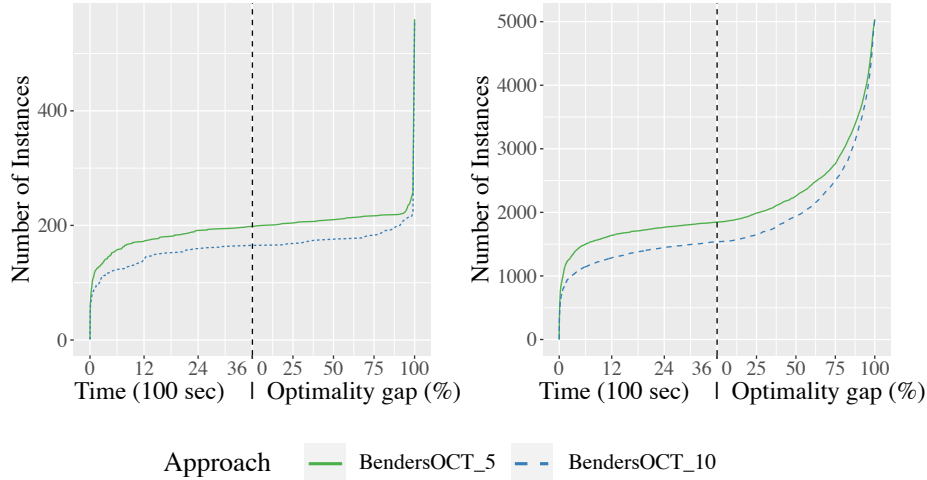 Number of Instances
400
200
0
0 12 24 36 0 25 50 75 100
Time (100 sec) | Optimality gap (%)
Number of Instances
5000
4000
3000
2000
1000
0
0 12 24 36 0 25 50 75 100
Time (100 sec) | Optimality gap (%)
Approach BendersOCT_5 BendersOCT_10